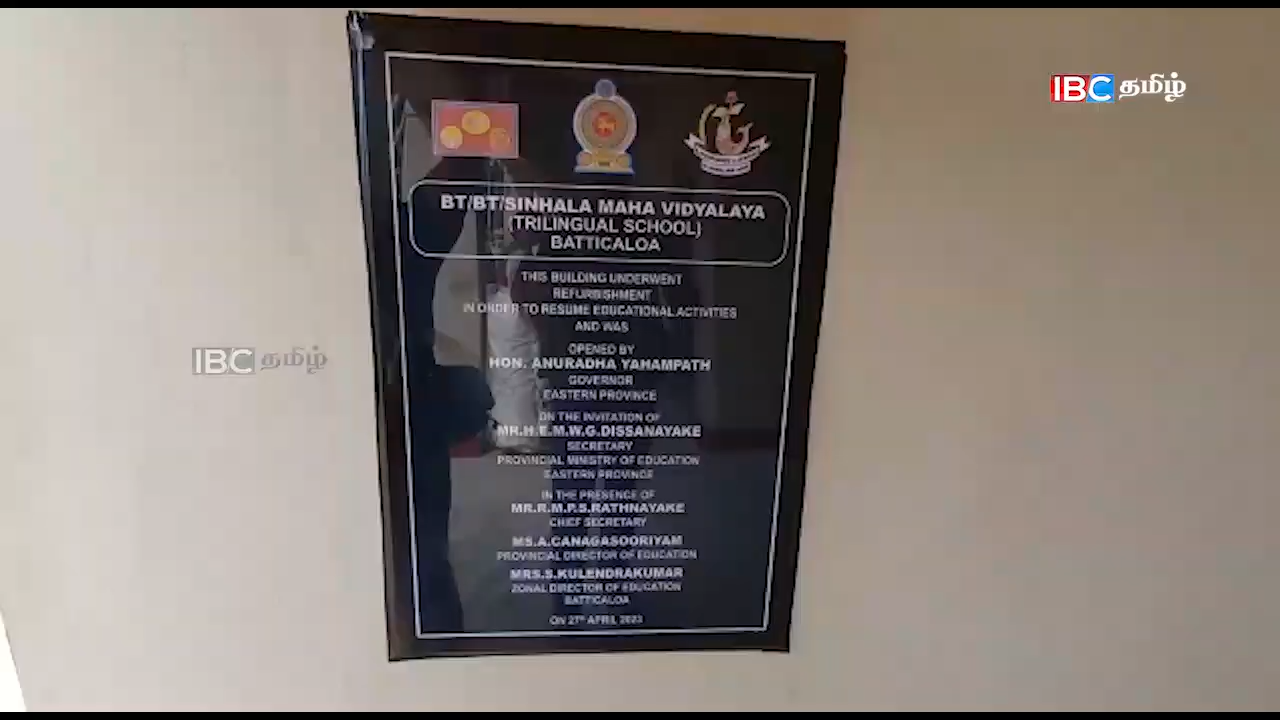 IBC தமிழ்
BT/BT/SINHALA MAHA VIDYALAYA
(TRILINGUAL SCHOOL)
BATTICALOA
THIS BUILDING UNDERWENT
REFURBISHMENT
IN ORDER TO RESUME EDUCATIONAL ACTIVITIES
AND WAS
OPENED BY
HON. ANURADHA YAHAMPATH
GOVERNOR
EASTERN PROVINCE
ON THE INVITATION OF
MR.H.E.M.W.G.DISSANAYAKE
SECRETARY
PROVINCIAL MINISTRY OF EDUCATION
EASTERN PROVINCE
IN THE PRESENCE OF
MR.R.M.P.S.RATHNAYAKE
CHIEF SECRETARY
MS.A.CANAGASOORIYAM
PROVINCIAL DIRECTOR OF EDUCATION
MRS.S.KULENDRAKUMAR
ZONAL DIRECTOR OF EDUCATION
BATTICALOA
ON 27TH APRIL 2023
IBC தமிழ்